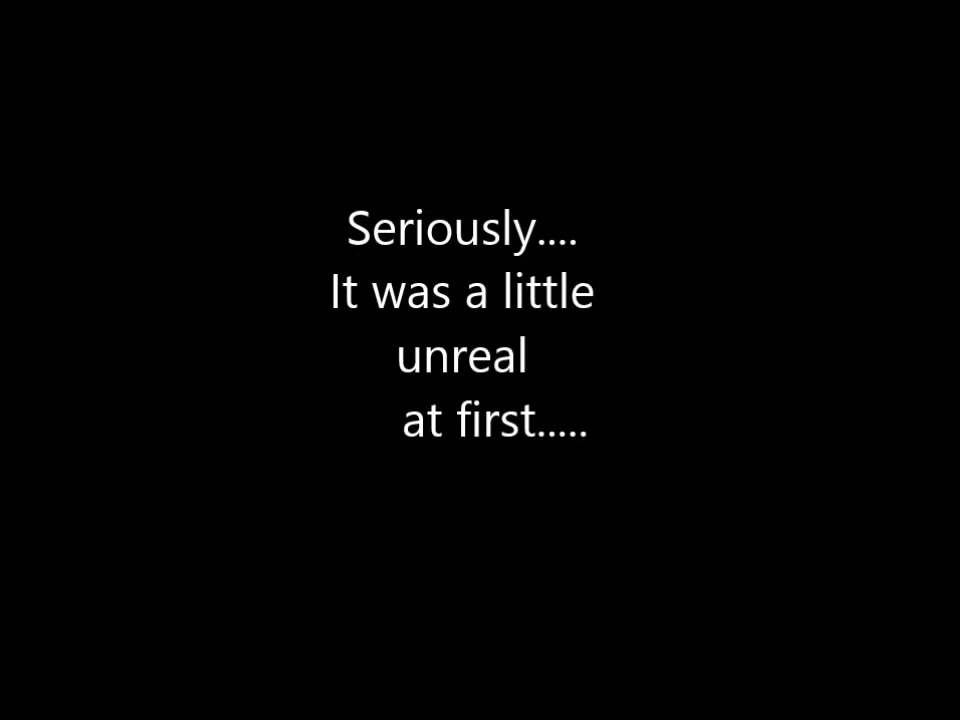 Seriously....
It was a little
unreal
at first.....